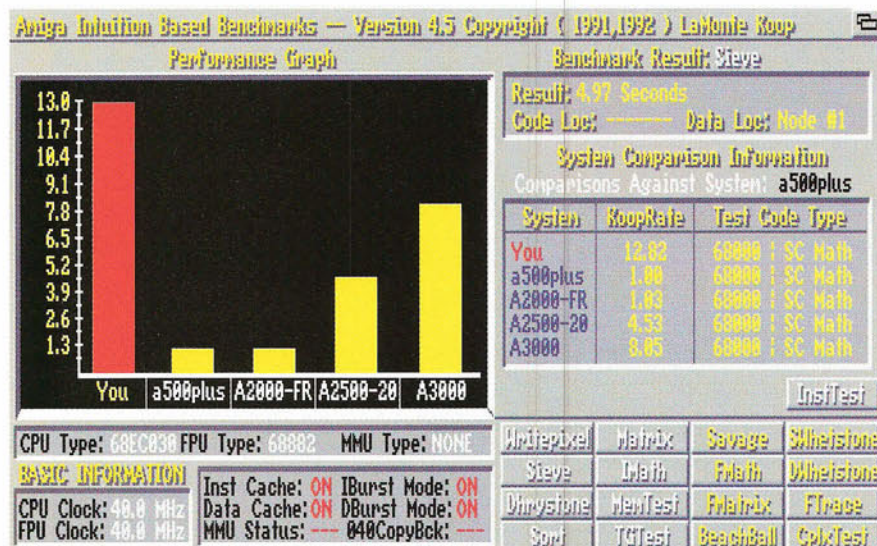 Amiga Intuition Based Benchmarks — Version 4.5 Copyright ( 1991,1992 ) LaMonte Koop
Performance Graph
13.0
11.7
10.4
9.1
7.8
6.5
5.2
3.9
2.6
1.3
You a500plus A2000-FR A2500-20 A3000
Benchmark Result: Sieve
Result: 4.97 Seconds
Code Loc: ------- Data Loc: Node #1
System Comparison Information
Comparisons Against System: a500plus
System KoopRate Test Code Type
You 12.82 68000 ¦ SC Math
a500plus 1.00 68000 ¦ SC Math
A2000-FR 1.03 68000 ¦ SC Math
A2500-20 4.53 68000 ¦ SC Math
A3000 8.05 68000 ¦ SC Math
InstTest
CPU Type: 68EC030 FPU Type: 68882 MMU Type: NONE
BASIC INFORMATION
CPU Clock: 40.0 MHz
FPU Clock: 40.0 MHz
Inst Cache: ON IBurst Mode: ON
Data Cache: ON DBurst Mode: ON
MMU Status: --- 040CopyBck: ---
Writepixel Matrix Savage SWhetstone
Sieve IMath FMath DWhetstone
Dhrystone MemTest FMatrix FTrace
Sort TGTest BeachBall CplxTest